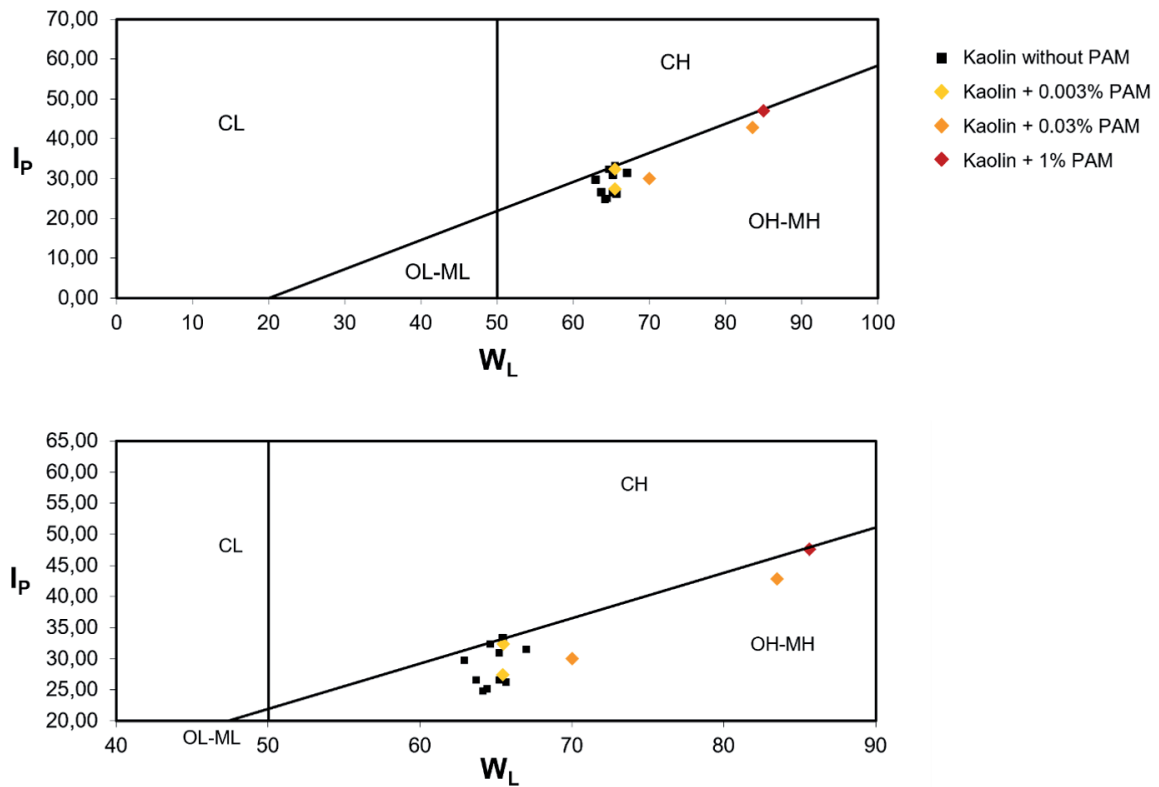 70,00
60,00
50,00
40,00
30,00
20,00
10,00
0,00
I_P
CL
CH
OL-ML
OH-MH
0 10 20 30 40 50 60 70 80 90 100
W_L
Kaolin without PAM
Kaolin + 0.003% PAM
Kaolin + 0.03% PAM
Kaolin + 1% PAM
65,00
60,00
55,00
50,00
45,00
40,00
35,00
30,00
25,00
20,00
I_P
CL
CH
OH-MH
OL-ML
40 50 60 70 80 90
W_L